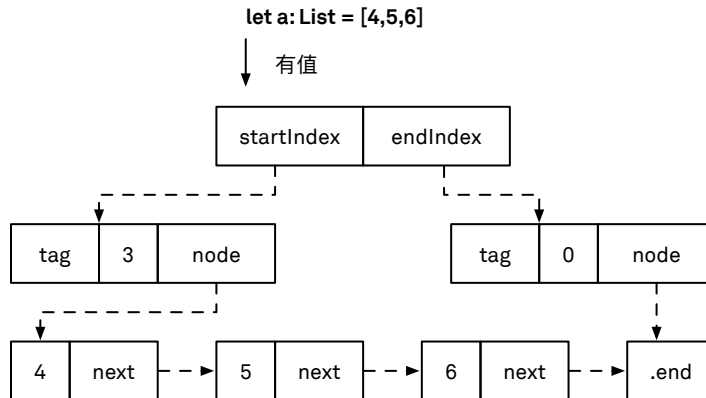 let a: List = [4,5,6]
有值
startIndex endIndex
tag 3 node tag 0 node
4 next 5 next 6 next .end